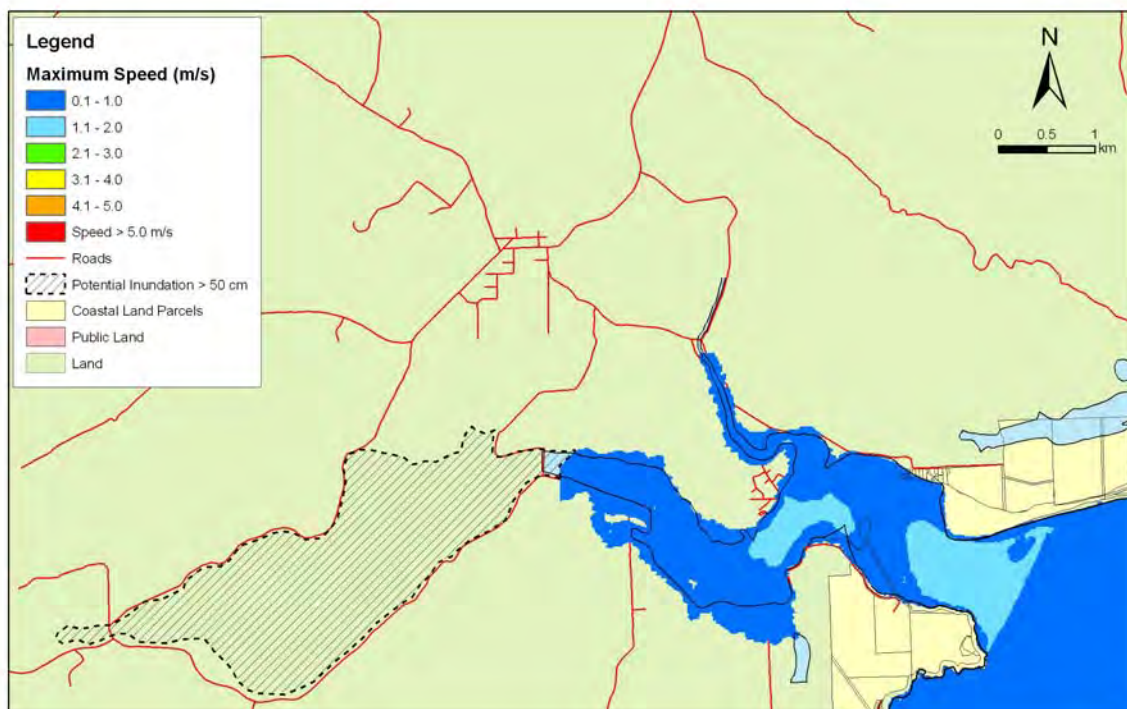 Legend
Maximum Speed (m/s)
0.1 - 1.0
1.1 - 2.0
2.1 - 3.0
3.1 - 4.0
4.1 - 5.0
Speed > 5.0 m/s
Roads
Potential Inundation > 50 cm
Coastal Land Parcels
Public Land
Land
N
0 0.5 1
km